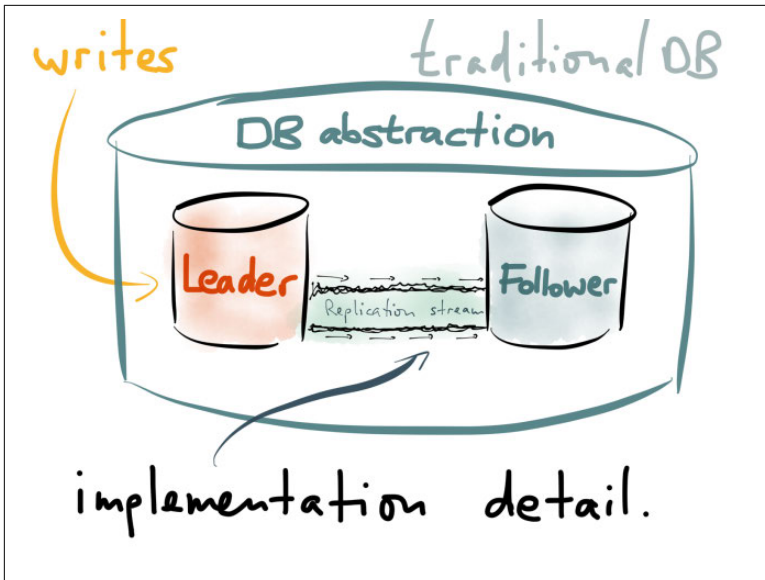 writes
traditional DB
DB abstraction
Leader
Replication stream
Follower
implementation detail.